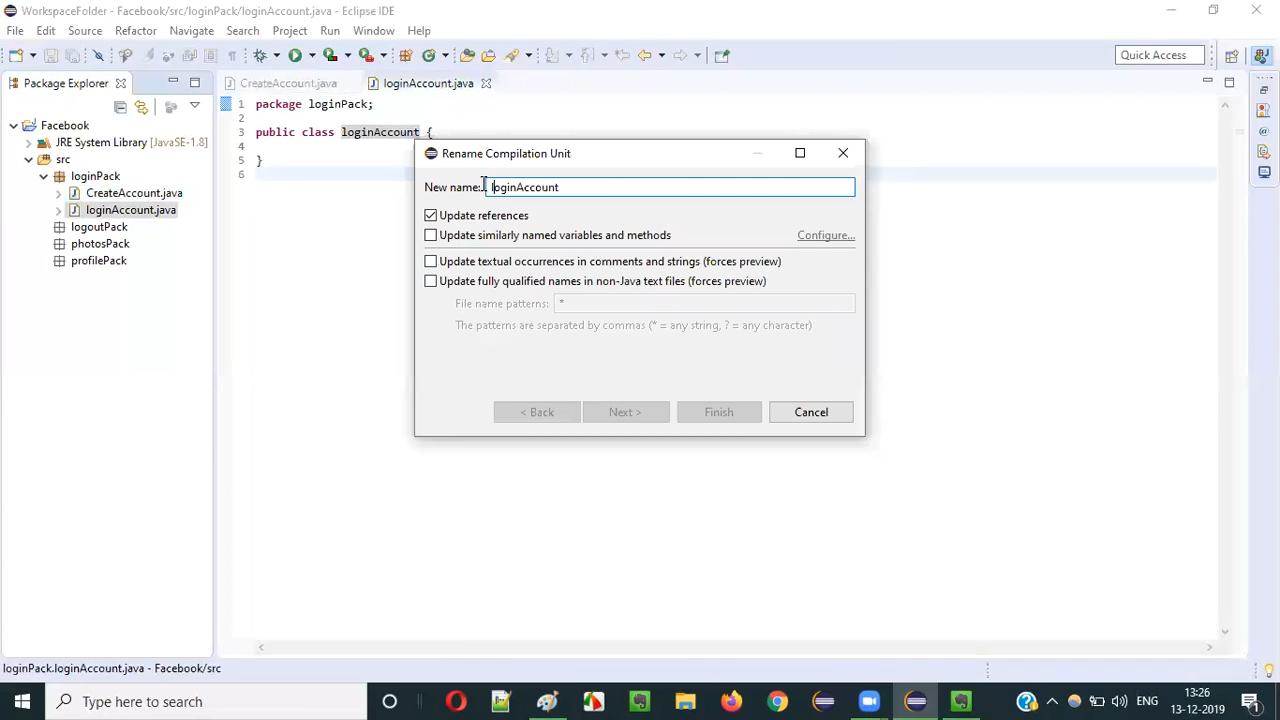 WorkspaceFolder - Facebook/src/loginPack/loginAccount.java - Eclipse IDE
File Edit Source Refactor Navigate Search Project Run Window Help
Quick Access
Package Explorer
CreateAccount.java
loginAccount.java
Facebook
JRE System Library [JavaSE-1.8]
src
loginPack
CreateAccount.java
loginAccount.java
logoutPack
photosPack
profilePack
1 package loginPack;
2
3 public class loginAccount {
4
5 }
6
Rename Compilation Unit
New name: loginAccount
Update references
Update similarly named variables and methods
Configure...
Update textual occurrences in comments and strings (forces preview)
Update fully qualified names in non-Java text files (forces preview)
File name patterns: *
The patterns are separated by commas (* = any string, ? = any character)
< Back
Next >
Finish
Cancel
loginPack.loginAccount.java - Facebook/src
Type here to search
ENG
13:26
13-12-2019
1